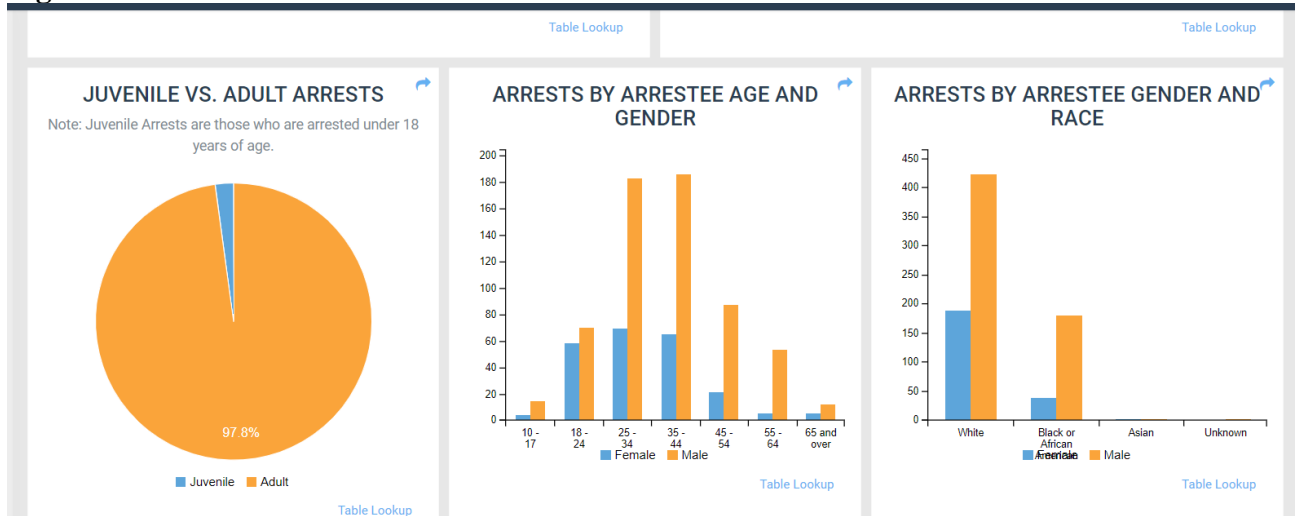 Table Lookup
Table Lookup
JUVENILE VS. ADULT ARRESTS
Note: Juvenile Arrests are those who are arrested under 18
years of age.
97.8%
Juvenile Adult
Table Lookup
ARRESTS BY ARRESTEE AGE AND
GENDER
200
180
160
140
120
100
80
60
40
20
0
10 - 18 - 25 - 35 - 45 - 55 - 65 and
17 24 34 44 54 64 over
Female Male
Table Lookup
ARRESTS BY ARRESTEE GENDER AND
RACE
450
400
350
300
250
200
150
100
50
0
White Black or Asian Unknown
African
American
Female Male
Table Lookup